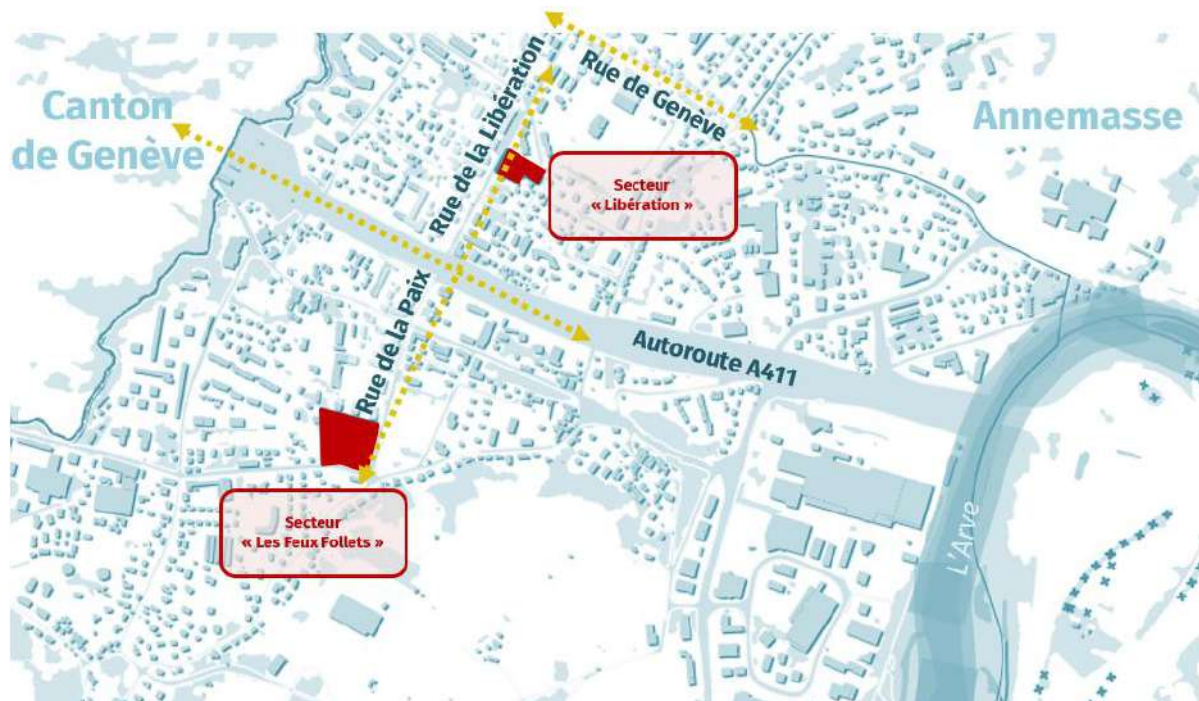 Canton
de Genève
Rue de la Libération
Rue de Genève
Annemasse
Secteur
« Libération »
Rue de la Paix
Autoroute A411
Secteur
« Les Feux Follets »
L'Arve